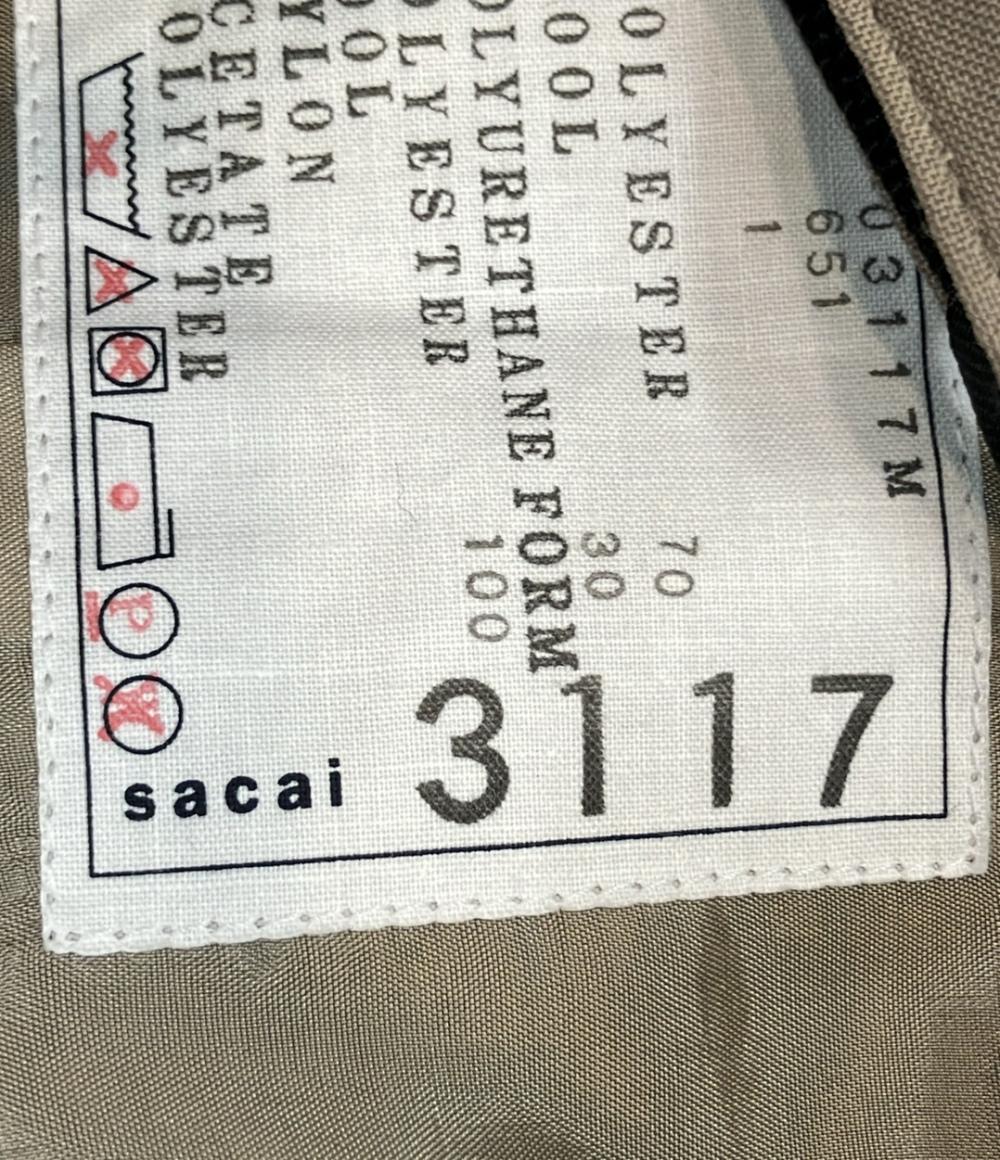 03117M
651
1
OLYESTER 70
OOL 30
OLYURETHANE FORM
OLYESTER 100
OOL
YLON
CETATE
OLYESTER
P
sacai
3117